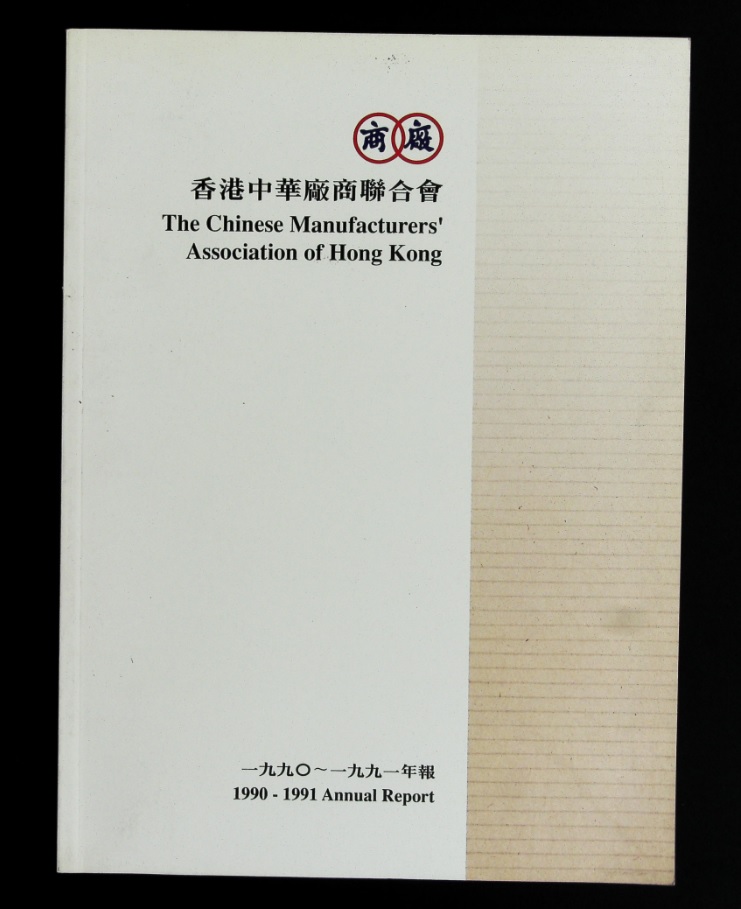 商廠
香港中華廠商聯合會
The Chinese Manufacturers'
Association of Hong Kong
一九九〇～一九九一年報
1990 - 1991 Annual Report